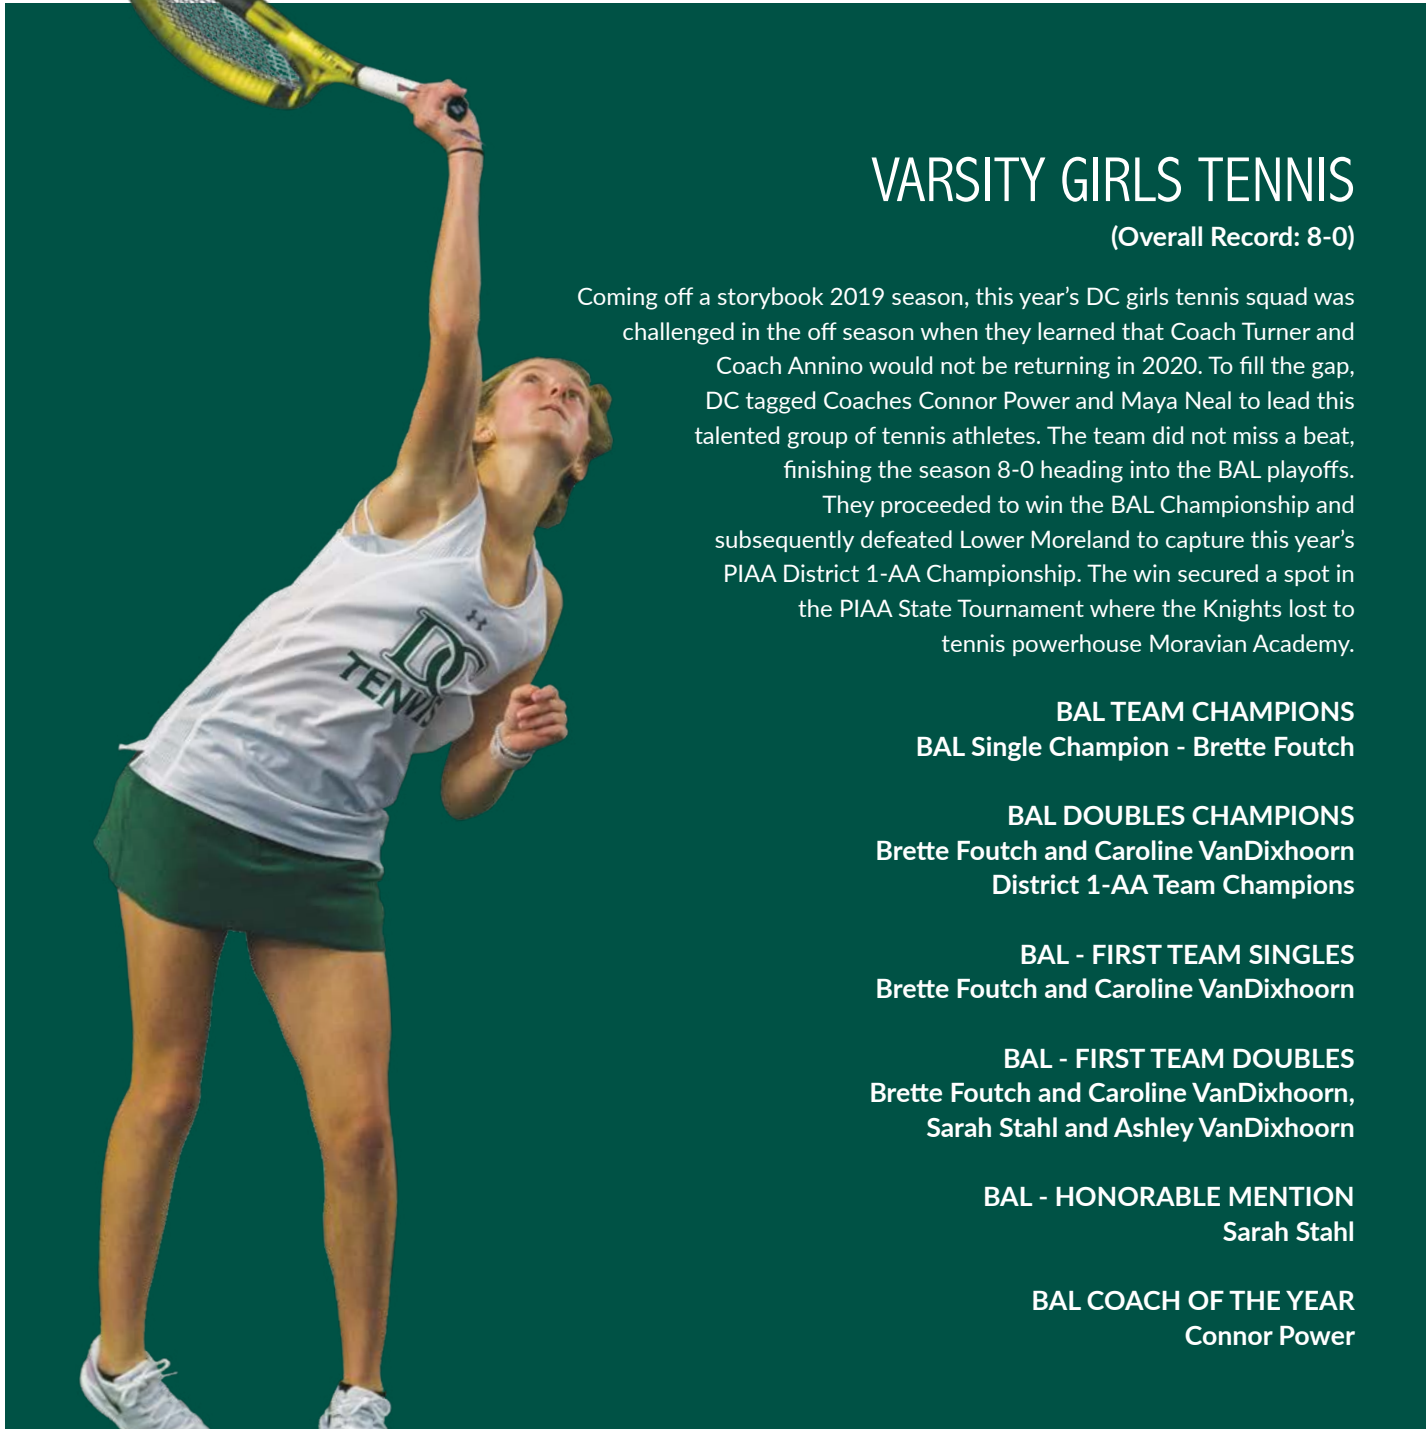 VARSITY GIRLS TENNIS
(Overall Record: 8-0)
Coming off a storybook 2019 season, this year's DC girls tennis squad was
challenged in the off season when they learned that Coach Turner and
Coach Annino would not be returning in 2020. To fill the gap,
DC tagged Coaches Connor Power and Maya Neal to lead this
talented group of tennis athletes. The team did not miss a beat,
finishing the season 8-0 heading into the BAL playoffs.
They proceeded to win the BAL Championship and
subsequently defeated Lower Moreland to capture this year's
PIAA District 1-AA Championship. The win secured a spot in
the PIAA State Tournament where the Knights lost to
tennis powerhouse Moravian Academy.
BAL TEAM CHAMPIONS
BAL Single Champion - Brette Foutch
BAL DOUBLES CHAMPIONS
Brette Foutch and Caroline VanDixhoorn
District 1-AA Team Champions
BAL - FIRST TEAM SINGLES
Brette Foutch and Caroline VanDixhoorn
BAL - FIRST TEAM DOUBLES
Brette Foutch and Caroline VanDixhoorn,
Sarah Stahl and Ashley VanDixhoorn
BAL - HONORABLE MENTION
Sarah Stahl
BAL COACH OF THE YEAR
Connor Power
DC
TENNIS